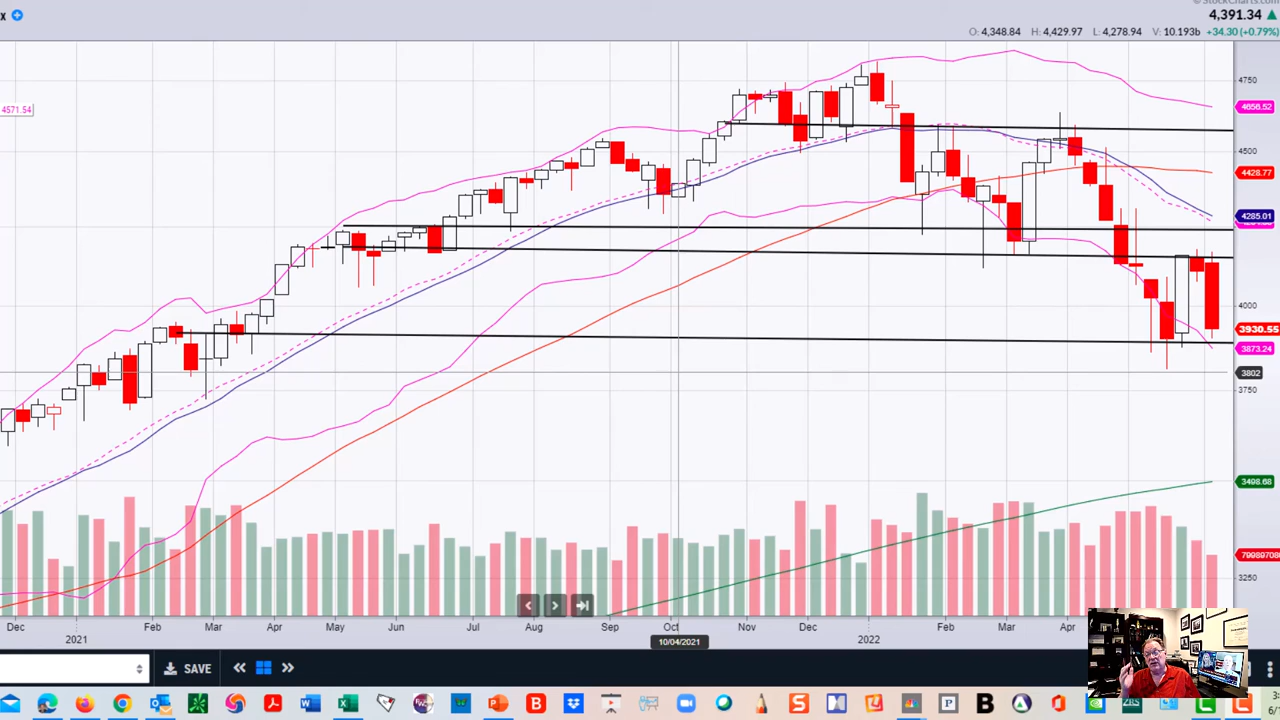 © StockCharts.com
x
4,391.34
O: 4,348.84 H: 4,429.97 L: 4,278.94 V: 10.193b +34.30 (+0.79%)
4571.54
4750
4656.52
4500
4428.77
4285.01
4000
3930.55
3873.24
3802
3750
3498.68
3250
Dec Feb Mar Apr May Jun Jul Aug Sep Oct Nov Dec Feb Mar Apr
2021 10/04/2021 2022
SAVE
ZRS